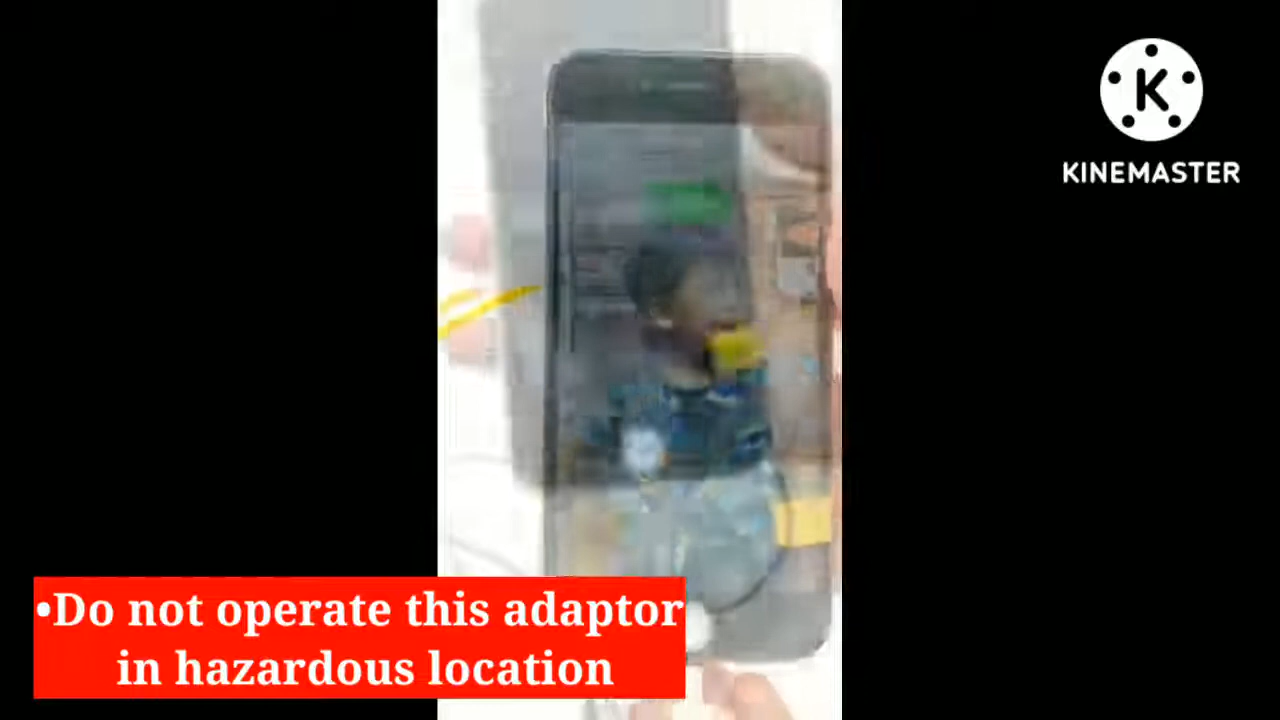 K
KINEMASTER
•Do not operate this adaptor
in hazardous location